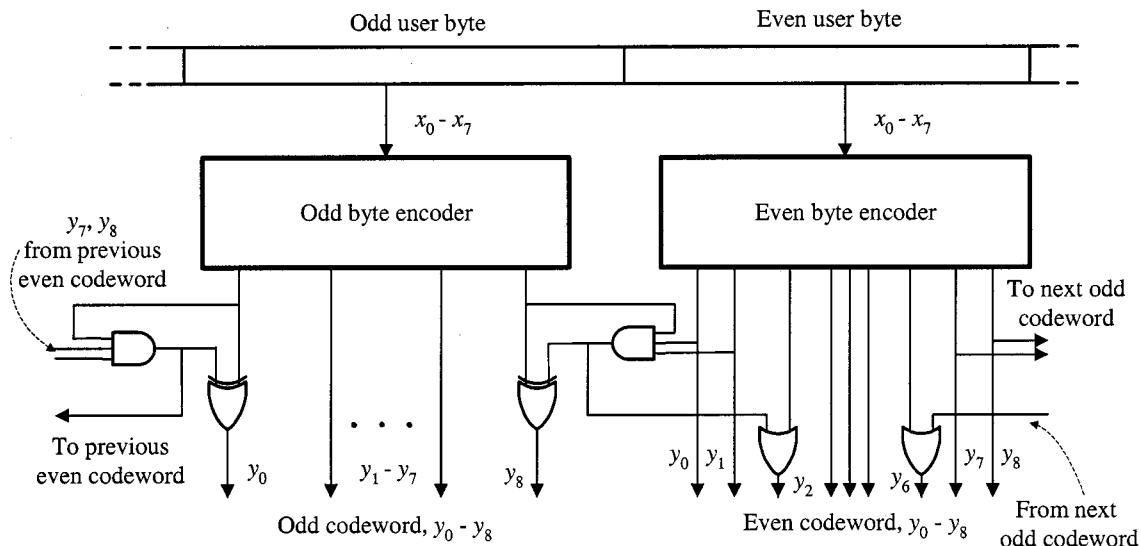 Odd user byte
Even user byte
x₀ - x₇
x₀ - x₇
Odd byte encoder
Even byte encoder
y₇, y₈
from previous
even codeword
To next odd
codeword
To previous
even codeword
y₀
. . .
y₁ - y₇
y₈
y₀
y₁
y₂
y₆
y₇
y₈
Odd codeword, y₀ - y₈
Even codeword, y₀ - y₈
From next
odd codeword